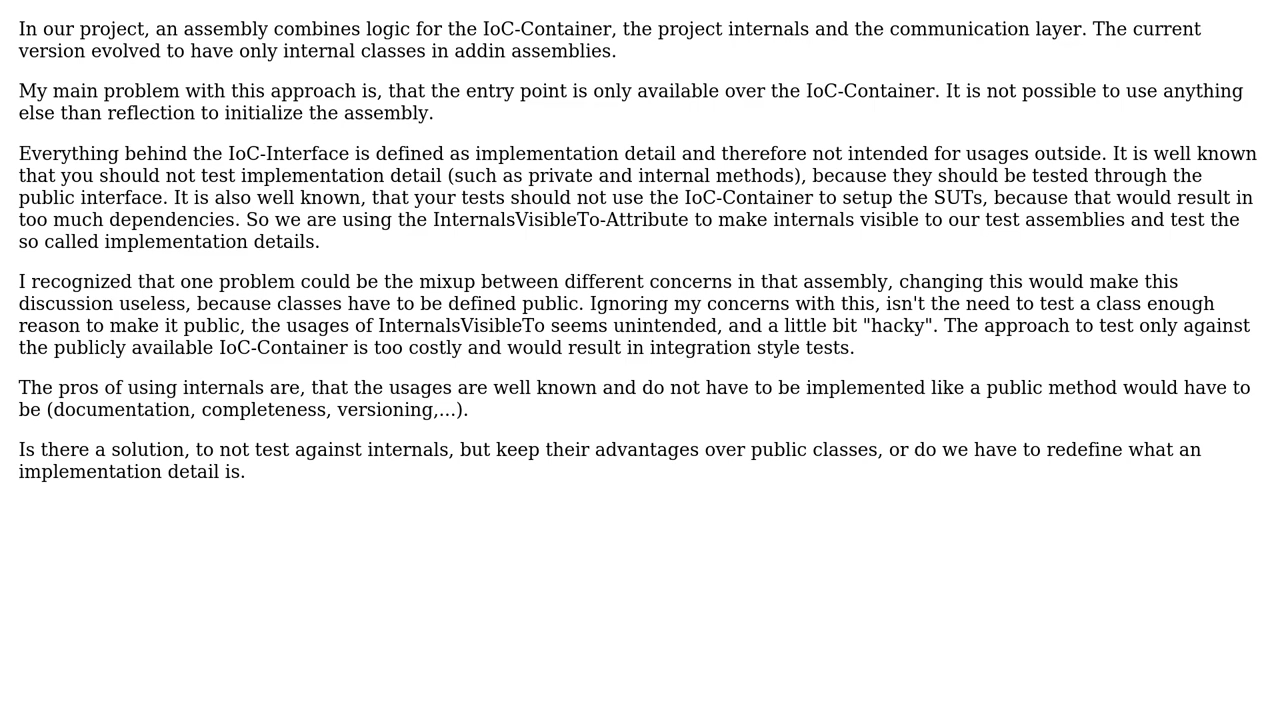 In our project, an assembly combines logic for the IoC-Container, the project internals and the communication layer. The current
version evolved to have only internal classes in addin assemblies.
My main problem with this approach is, that the entry point is only available over the IoC-Container. It is not possible to use anything
else than reflection to initialize the assembly.
Everything behind the IoC-Interface is defined as implementation detail and therefore not intended for usages outside. It is well known
that you should not test implementation detail (such as private and internal methods), because they should be tested through the
public interface. It is also well known, that your tests should not use the IoC-Container to setup the SUTs, because that would result in
too much dependencies. So we are using the InternalsVisibleTo-Attribute to make internals visible to our test assemblies and test the
so called implementation details.
I recognized that one problem could be the mixup between different concerns in that assembly, changing this would make this
discussion useless, because classes have to be defined public. Ignoring my concerns with this, isn't the need to test a class enough
reason to make it public, the usages of InternalsVisibleTo seems unintended, and a little bit "hacky". The approach to test only against
the publicly available IoC-Container is too costly and would result in integration style tests.
The pros of using internals are, that the usages are well known and do not have to be implemented like a public method would have to
be (documentation, completeness, versioning,...).
Is there a solution, to not test against internals, but keep their advantages over public classes, or do we have to redefine what an
implementation detail is.